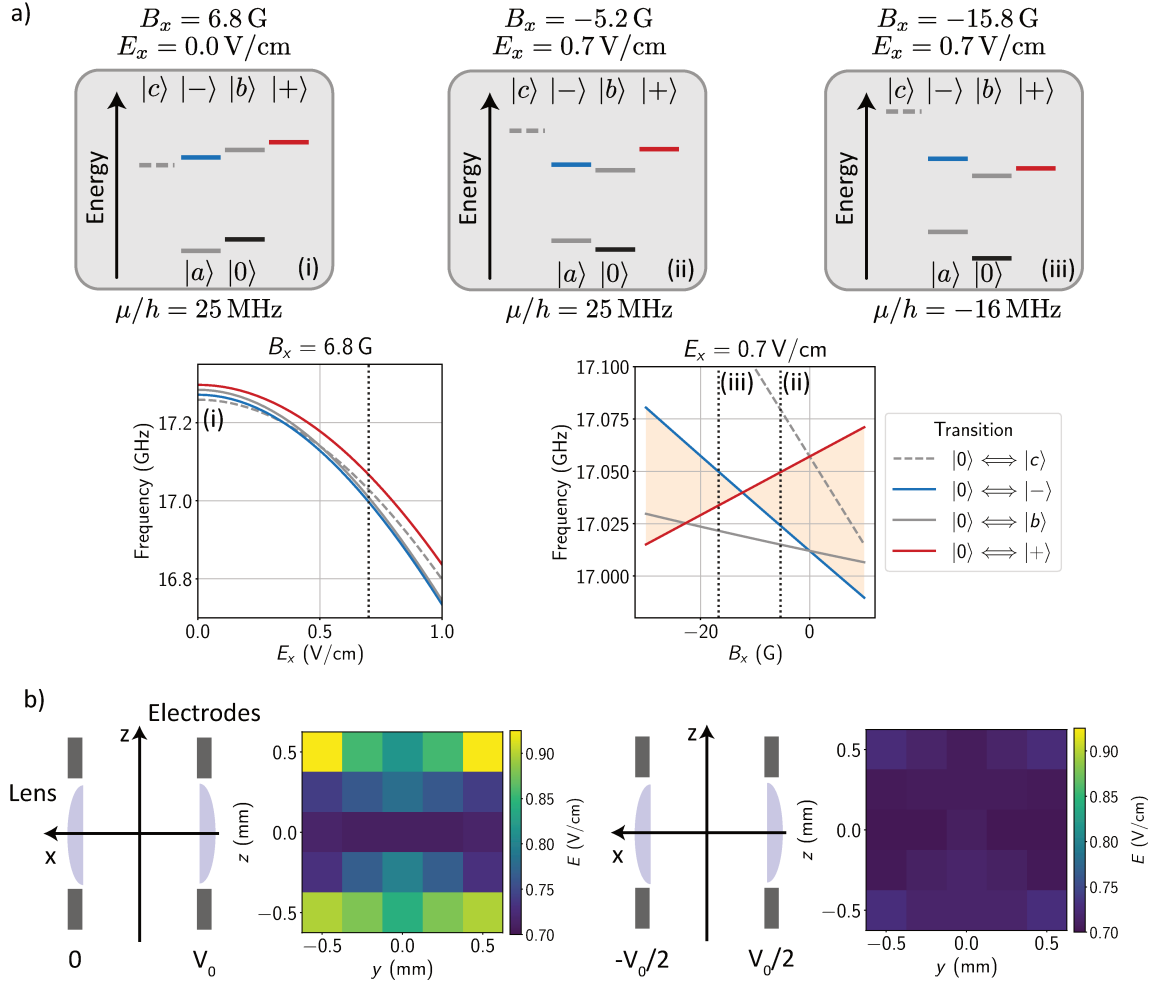 a)
B_x = 6.8 G
E_x = 0.0 V/cm
|c⟩ |−⟩ |b⟩ |+⟩
Energy
|a⟩ |0⟩ (i)
μ/h = 25 MHz
B_x = −5.2 G
E_x = 0.7 V/cm
|c⟩ |−⟩ |b⟩ |+⟩
Energy
|a⟩ |0⟩ (ii)
μ/h = 25 MHz
B_x = −15.8 G
E_x = 0.7 V/cm
|c⟩ |−⟩ |b⟩ |+⟩
Energy
|a⟩ |0⟩ (iii)
μ/h = −16 MHz
B_x = 6.8 G
(i)
Frequency (GHz)
17.2
17.0
16.8
0.0 0.5 1.0
E_x (V/cm)
E_x = 0.7 V/cm
(iii) (ii)
Frequency (GHz)
17.100
17.075
17.050
17.025
17.000
−20 0
B_x (G)
Transition
|0⟩ ⟺ |c⟩
|0⟩ ⟺ |−⟩
|0⟩ ⟺ |b⟩
|0⟩ ⟺ |+⟩
b)
Electrodes
z
Lens
x
0 V₀
z (mm)
0.5
0.0
−0.5
−0.5 0.0 0.5
y (mm)
0.90
0.85
0.80
0.75
0.70
E (V/cm)
z
x
-V₀/2 V₀/2
z (mm)
0.5
0.0
−0.5
−0.5 0.0 0.5
y (mm)
0.90
0.85
0.80
0.75
0.70
E (V/cm)